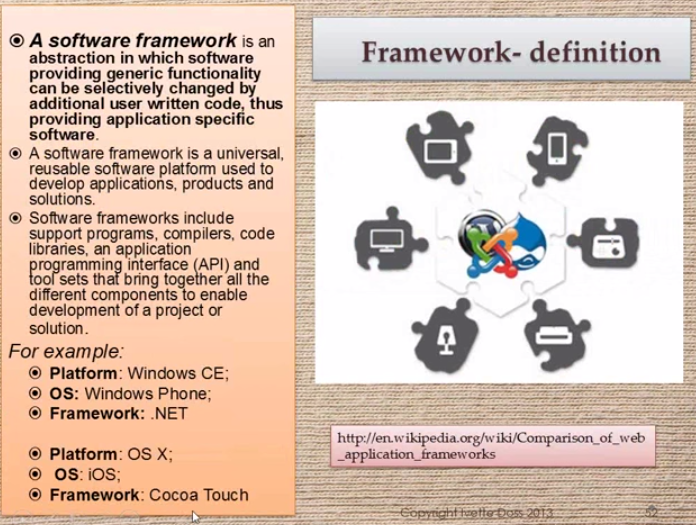 A software framework is an
abstraction in which software
providing generic functionality
can be selectively changed by
additional user written code, thus
providing application specific
software.
A software framework is a universal,
reusable software platform used to
develop applications, products and
solutions.
Software frameworks include
support programs, compilers, code
libraries, an application
programming interface (API) and
tool sets that bring together all the
different components to enable
development of a project or
solution.
For example:
Platform: Windows CE;
OS: Windows Phone;
Framework: .NET
Platform: OS X;
OS: iOS;
Framework: Cocoa Touch
Framework- definition
http://en.wikipedia.org/wiki/Comparison_of_web
_application_frameworks
Copyright Ivette Doss 2013